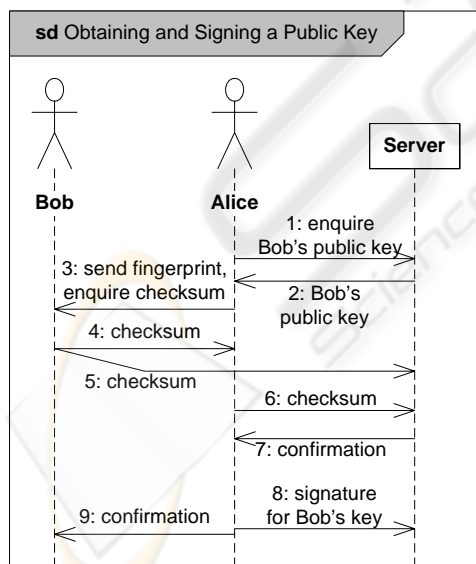 sd Obtaining and Signing a Public Key
Bob
Alice
Server
1: enquire
Bob's public key
3: send fingerprint,
enquire checksum
2: Bob's
public key
4: checksum
5: checksum
6: checksum
7: confirmation
8: signature
for Bob's key
9: confirmation